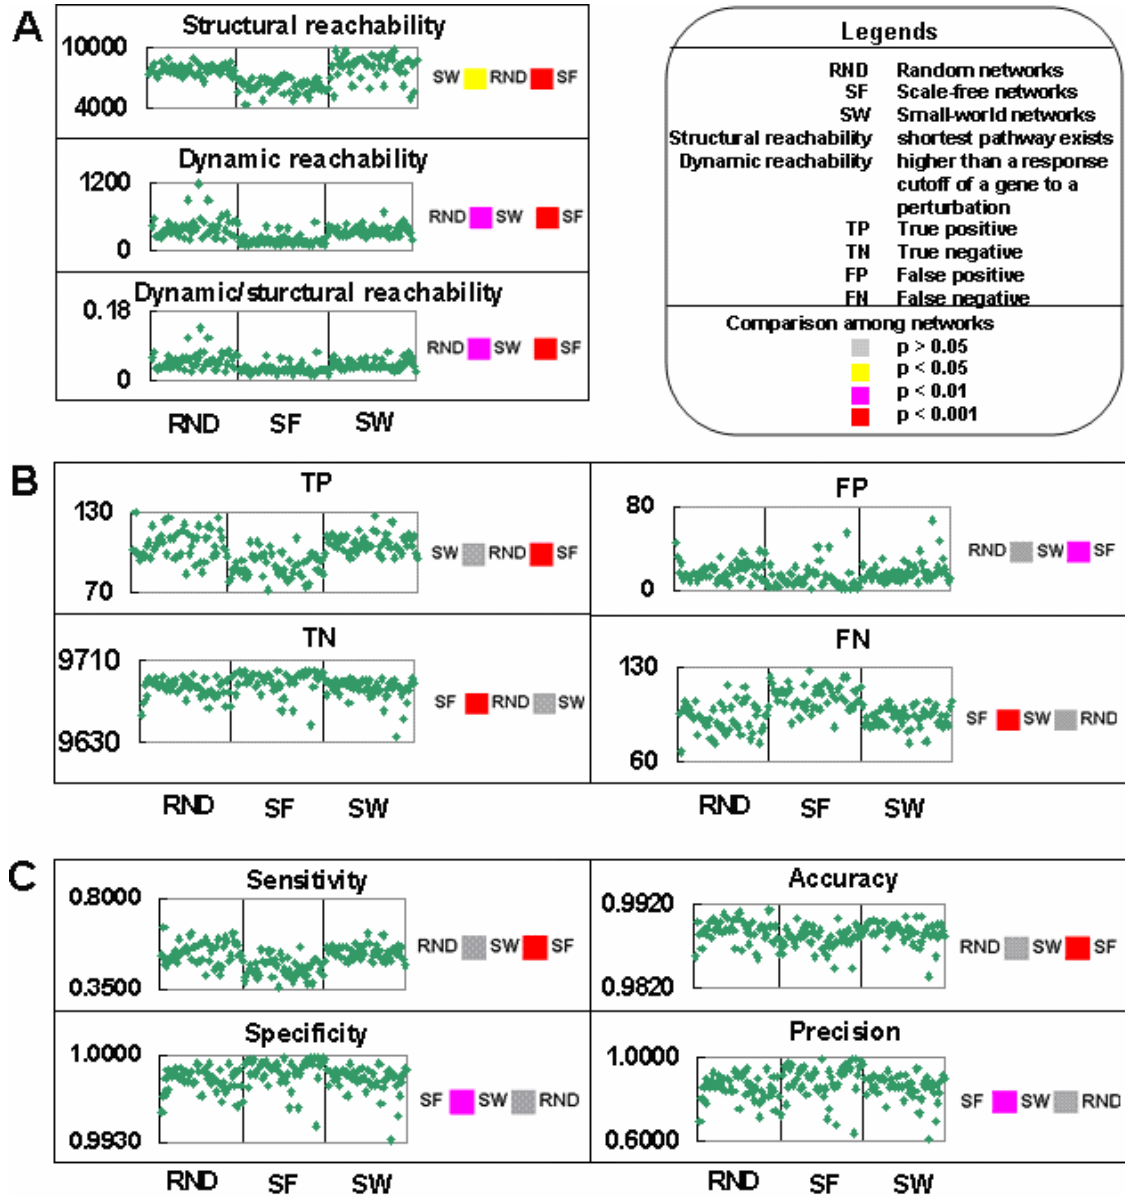 A
Structural reachability
10000
4000
SW RND SF
Dynamic reachability
1200
0
RND SW SF
Dynamic/sturctural reachability
0.18
0
RND SW SF
RND SF SW
Legends
RND Random networks
SF Scale-free networks
SW Small-world networks
Structural reachability shortest pathway exists
Dynamic reachability higher than a response
cutoff of a gene to a
perturbation
TP True positive
TN True negative
FP False positive
FN False negative
Comparison among networks
p > 0.05
p < 0.05
p < 0.01
p < 0.001
B
TP
130
70
SW RND SF
FP
80
0
RND SW SF
TN
9710
9630
SF RND SW
FN
130
60
SF SW RND
RND SF SW
RND SF SW
C
Sensitivity
0.8000
0.3500
RND SW SF
Accuracy
0.9920
0.9820
RND SW SF
Specificity
1.0000
0.9930
SF SW RND
Precision
1.0000
0.6000
SF SW RND
RND SF SW
RND SF SW